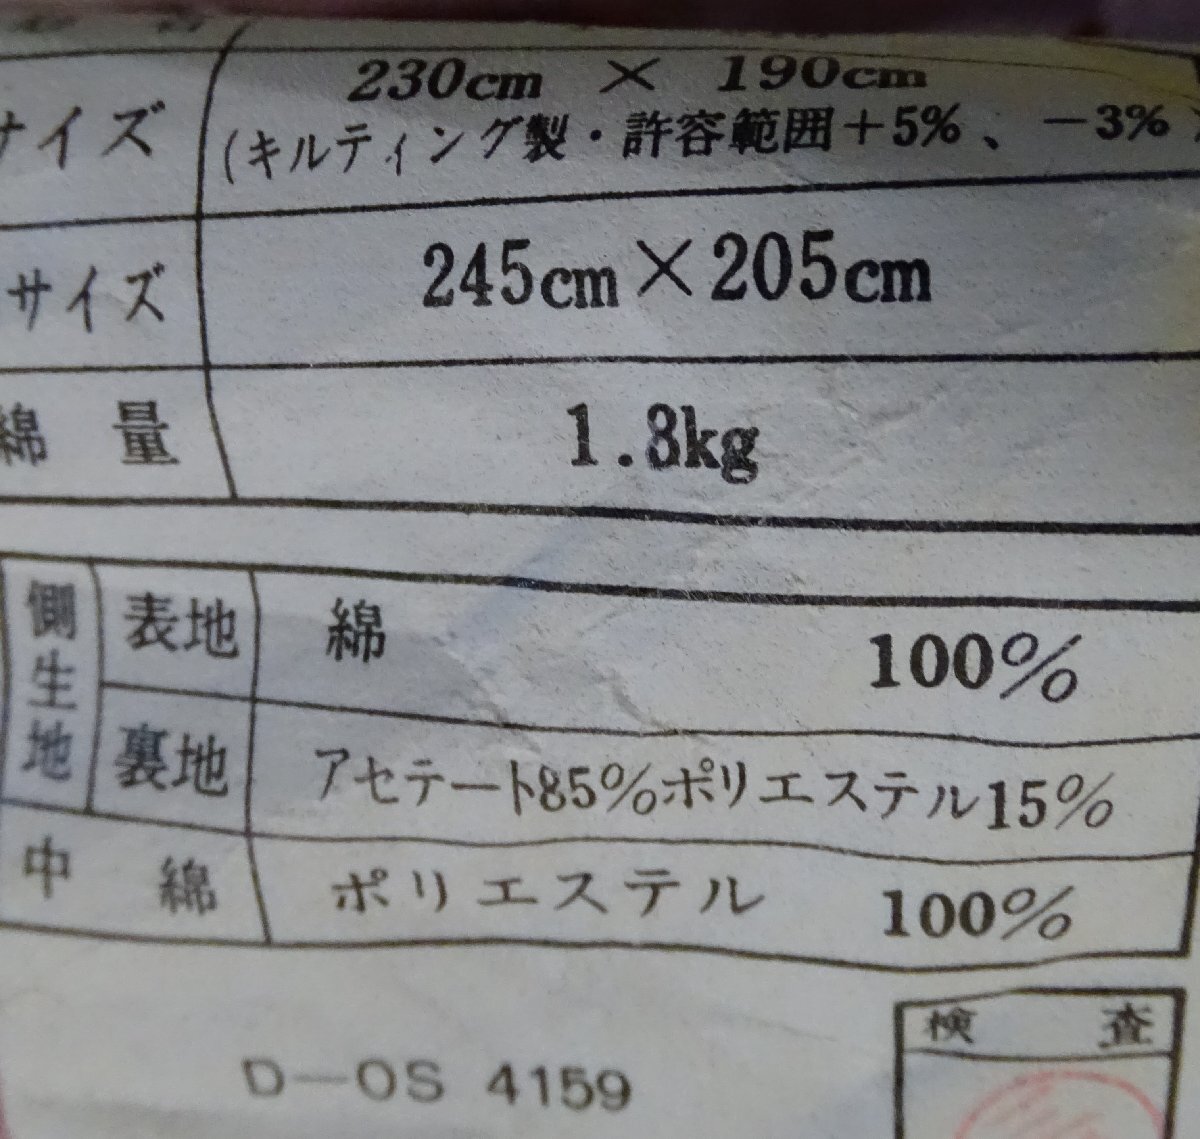 サイズ
230cm × 190cm
(キルティング製・許容範囲+5%、-3%)
サイズ
245cm×205cm
綿量
1.3kg
側生地
表地
綿 100%
裏地
アセテート85%ポリエステル15%
中綿
ポリエステル 100%
D-OS 4159
検査